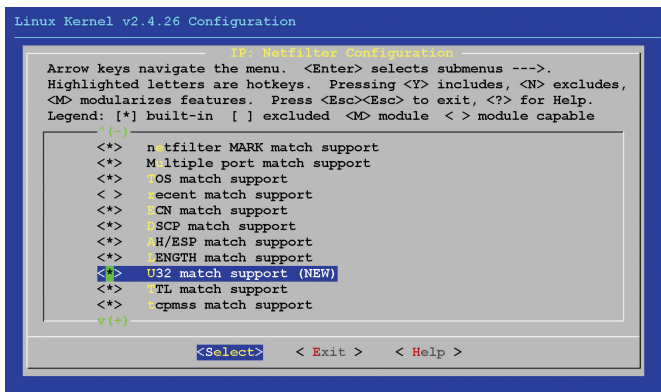 Linux Kernel v2.4.26 Configuration
IP: Netfilter Configuration
Arrow keys navigate the menu. <Enter> selects submenus --->.
Highlighted letters are hotkeys. Pressing <Y> includes, <N> excludes,
<M> modularizes features. Press <Esc><Esc> to exit, <?> for Help.
Legend: [*] built-in [ ] excluded <M> module < > module capable
^(-)
<*> netfilter MARK match support
<*> Multiple port match support
<*> TOS match support
< > recent match support
<*> ECN match support
<*> DSCP match support
<*> AH/ESP match support
<*> LENGTH match support
<*> U32 match support (NEW)
<*> TTL match support
<*> tcpmss match support
v(+)
<Select> < Exit > < Help >